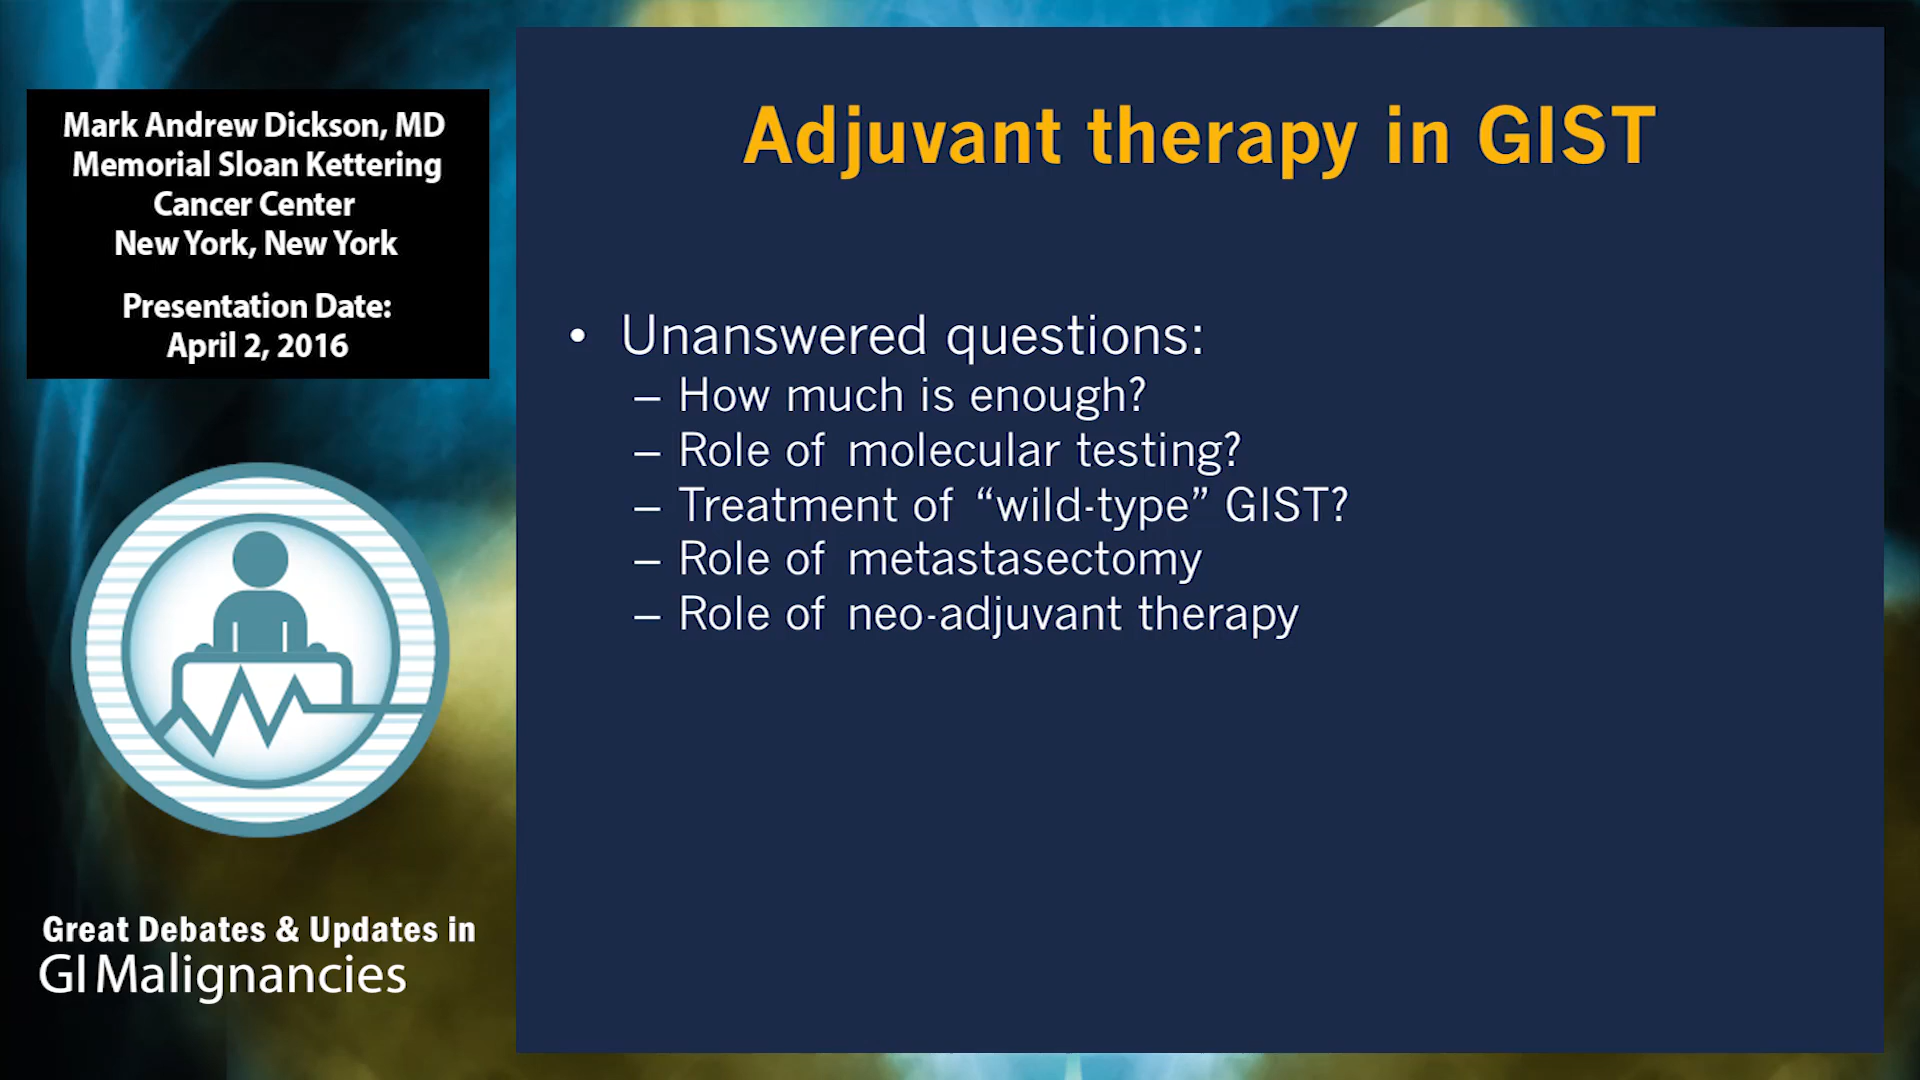 Mark Andrew Dickson, MD
Memorial Sloan Kettering
Cancer Center
New York, New York
Presentation Date:
April 2, 2016
Great Debates & Updates in
GI Malignancies
Adjuvant therapy in GIST
• Unanswered questions:
– How much is enough?
– Role of molecular testing?
– Treatment of “wild-type” GIST?
– Role of metastasectomy
– Role of neo-adjuvant therapy